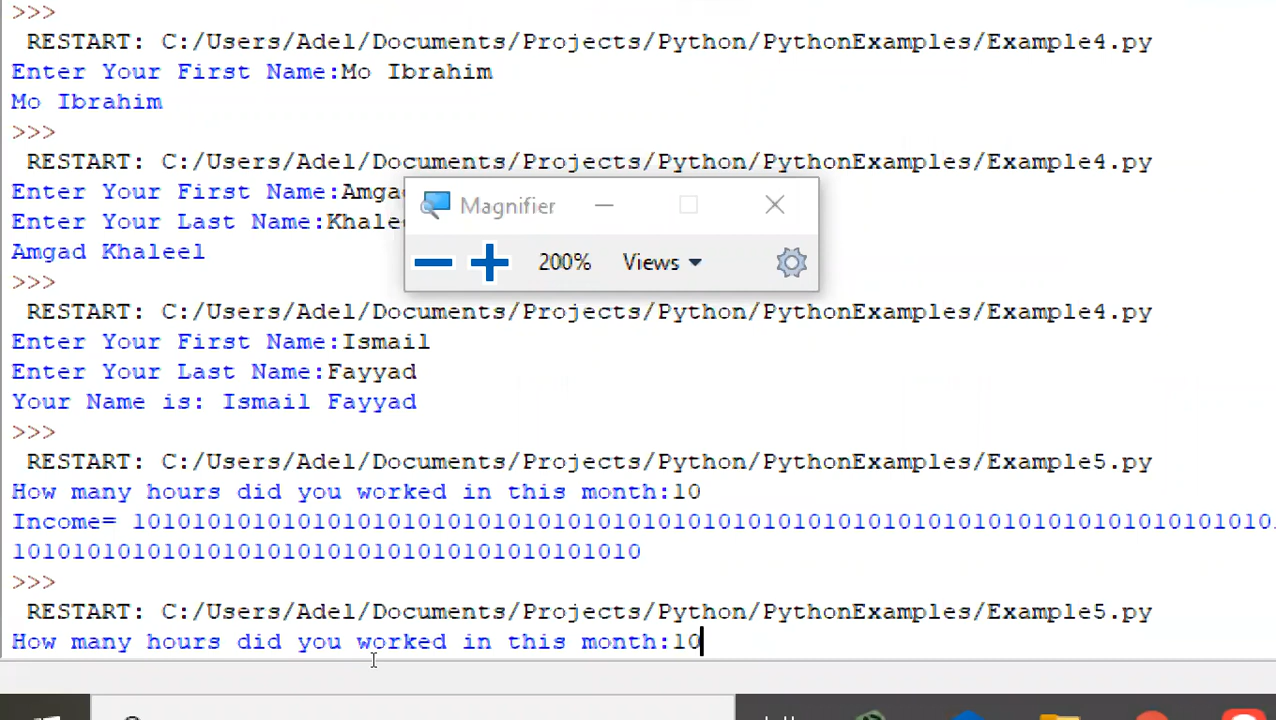 >>>
RESTART: C:/Users/Adel/Documents/Projects/Python/PythonExamples/Example4.py
Enter Your First Name:Mo Ibrahim
Mo Ibrahim
>>>
RESTART: C:/Users/Adel/Documents/Projects/Python/PythonExamples/Example4.py
Enter Your First Name:Amga
Enter Your Last Name:Khale
Amgad Khaleel
Magnifier
200% Views
>>>
RESTART: C:/Users/Adel/Documents/Projects/Python/PythonExamples/Example4.py
Enter Your First Name:Ismail
Enter Your Last Name:Fayyad
Your Name is: Ismail Fayyad
>>>
RESTART: C:/Users/Adel/Documents/Projects/Python/PythonExamples/Example5.py
How many hours did you worked in this month:10
Income= 1010101010101010101010101010101010101010101010101010101010101010101010101010
101010101010101010101010101010101010101010
>>>
RESTART: C:/Users/Adel/Documents/Projects/Python/PythonExamples/Example5.py
How many hours did you worked in this month:10